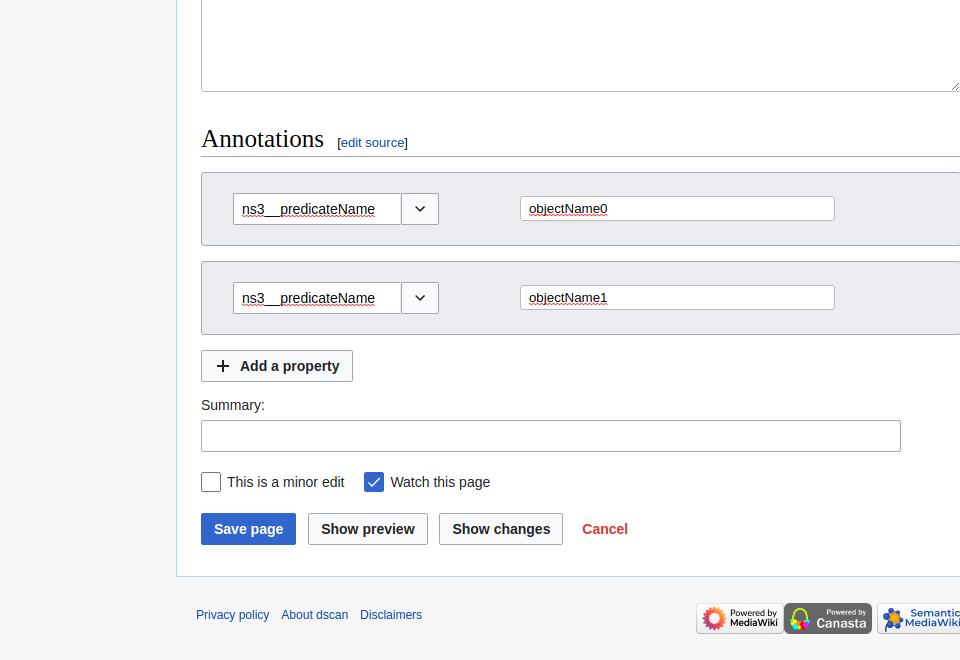 Annotations [edit source]
ns3__predicateName objectName0
ns3__predicateName objectName1
Add a property
Summary:
This is a minor edit Watch this page
Save page Show preview Show changes Cancel
Privacy policy About dscan Disclaimers
Powered by MediaWiki
Powered by Canasta
Semantic MediaWiki